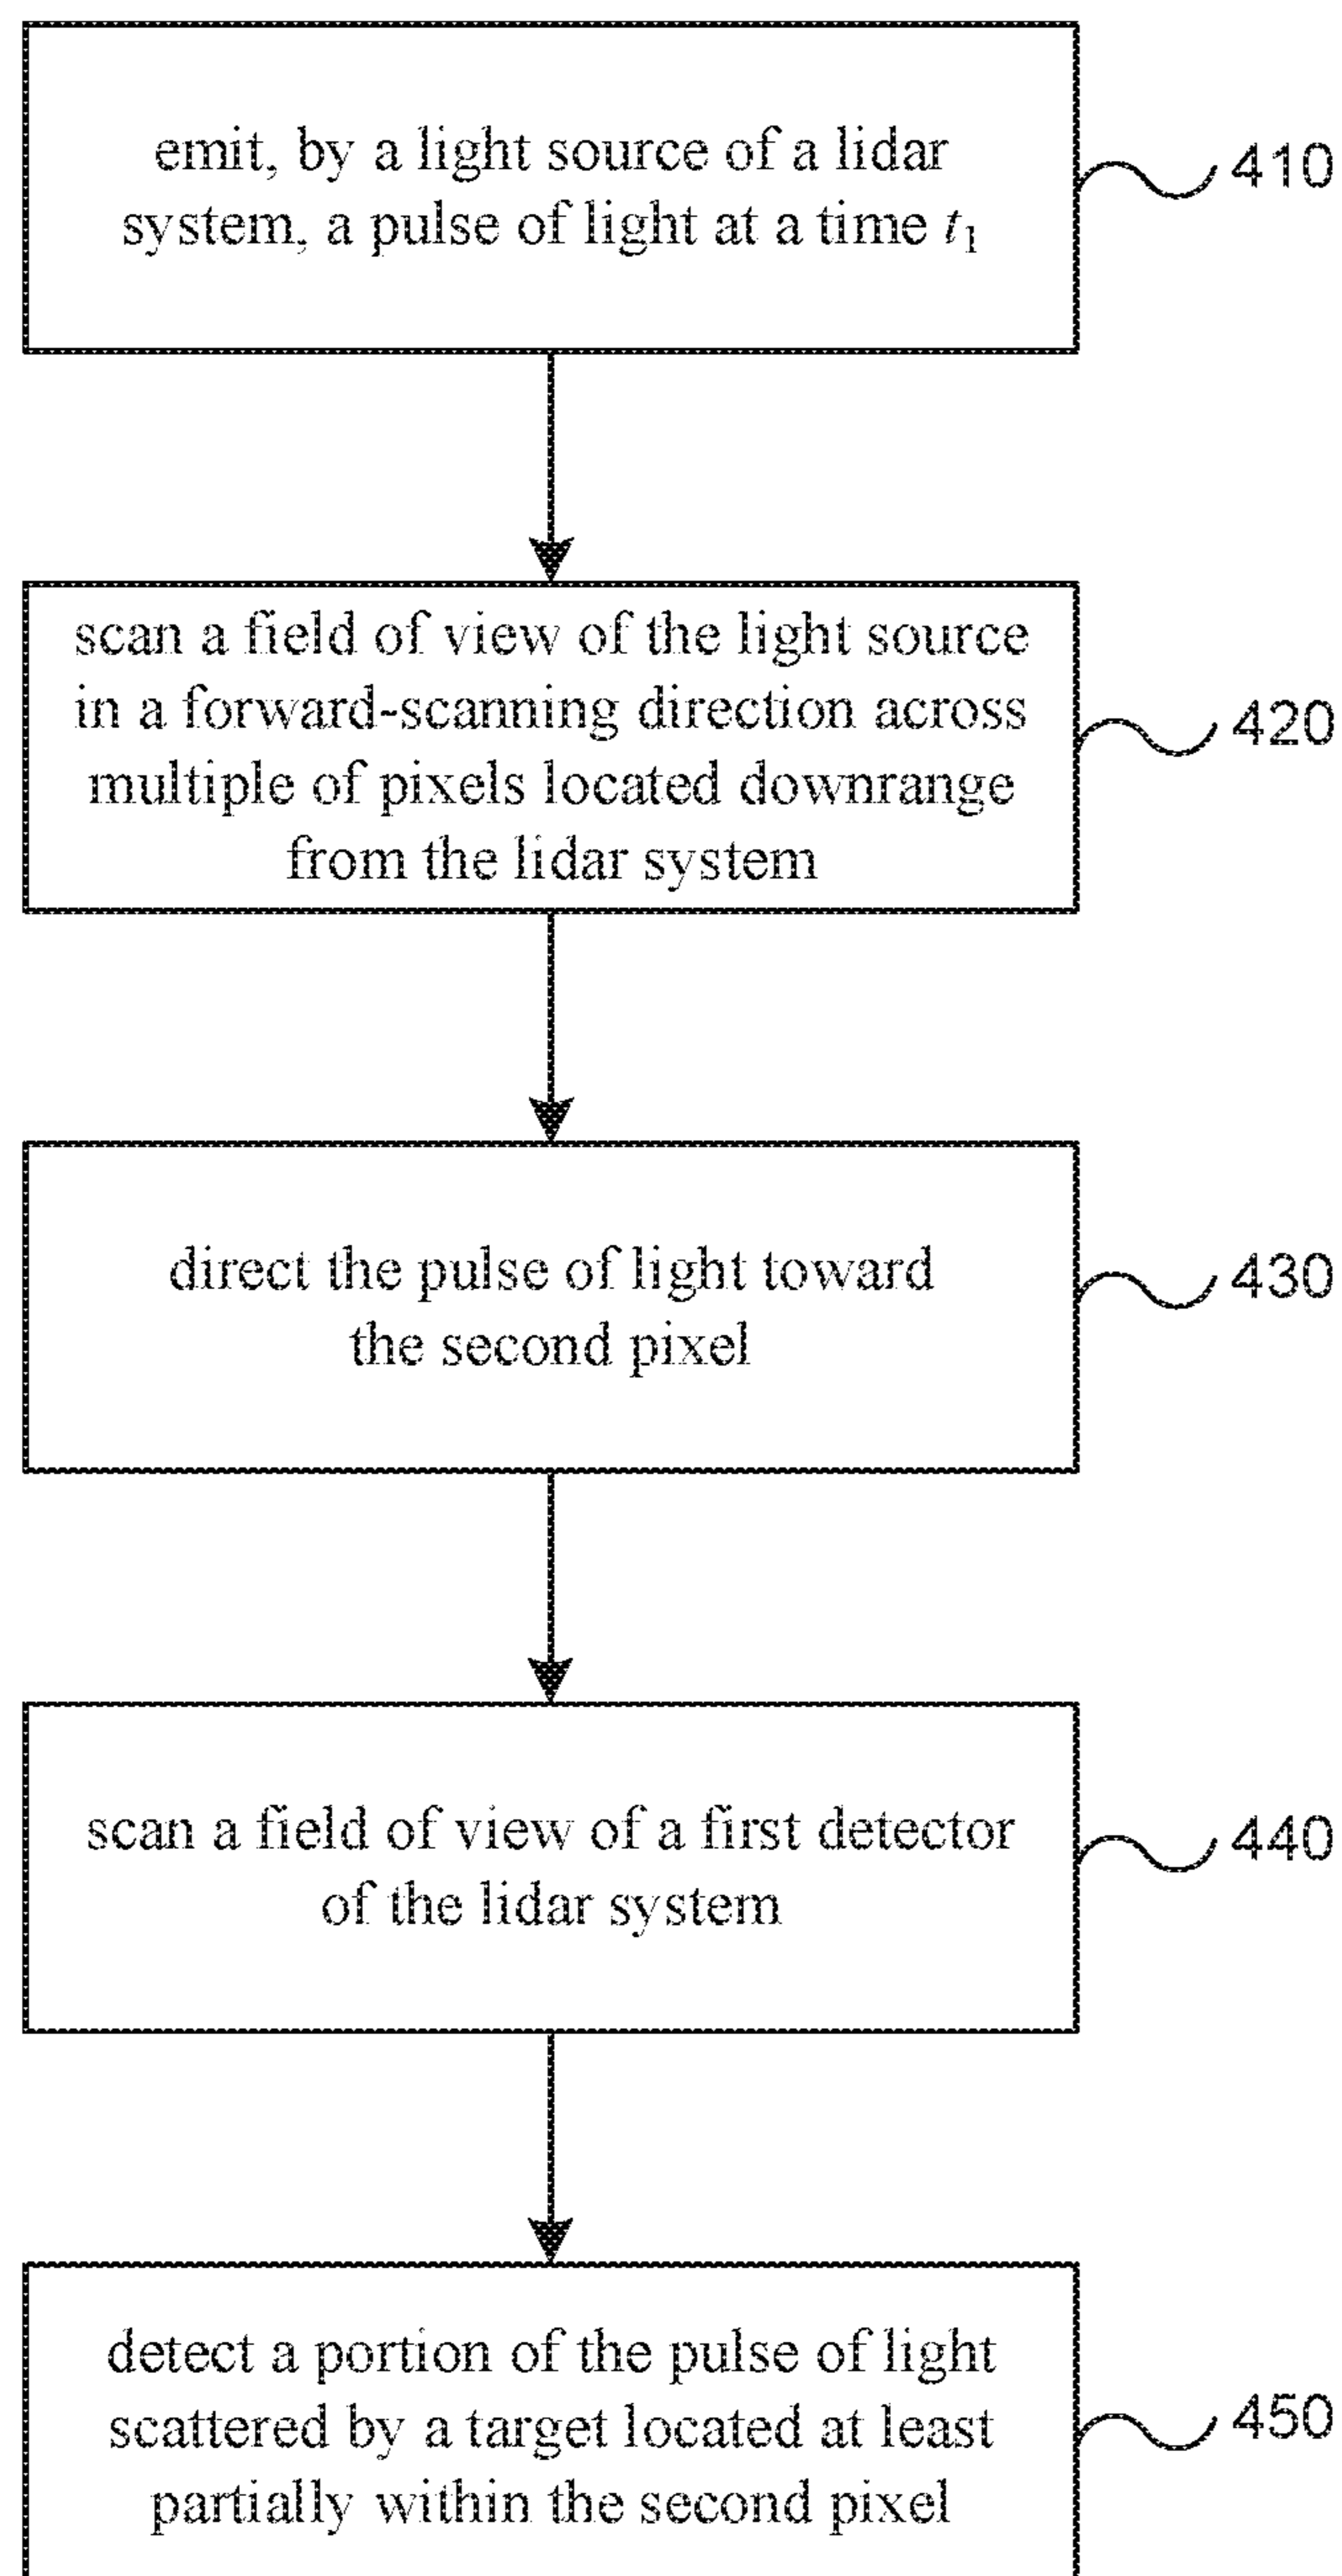 emit, by a light source of a lidar
system, a pulse of light at a time t₁
410
scan a field of view of the light source
in a forward-scanning direction across
multiple of pixels located downrange
from the lidar system
420
direct the pulse of light toward
the second pixel
430
scan a field of view of a first detector
of the lidar system
440
detect a portion of the pulse of light
scattered by a target located at least
partially within the second pixel
450